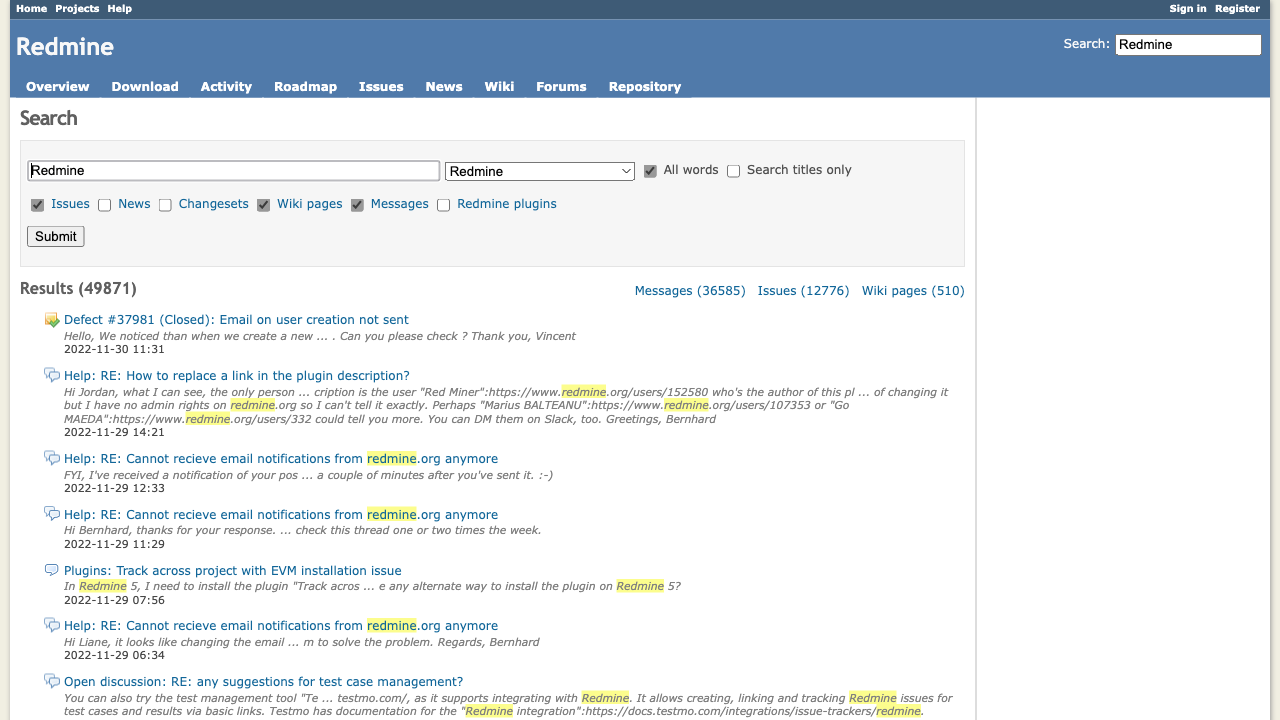 Home Projects Help Sign in Register
Redmine Search: Redmine
Overview Download Activity Roadmap Issues News Wiki Forums Repository
Search
Redmine Redmine All words Search titles only
Issues News Changesets Wiki pages Messages Redmine plugins
Submit
Results (49871) Messages (36585) Issues (12776) Wiki pages (510)
Defect #37981 (Closed): Email on user creation not sent
Hello, We noticed than when we create a new ... . Can you please check ? Thank you, Vincent
2022-11-30 11:31
Help: RE: How to replace a link in the plugin description?
Hi Jordan, what I can see, the only person ... cription is the user "Red Miner":https://www.redmine.org/users/152580 who's the author of this pl ... of changing it
but I have no admin rights on redmine.org so I can't tell it exactly. Perhaps "Marius BALTEANU":https://www.redmine.org/users/107353 or "Go
MAEDA":https://www.redmine.org/users/332 could tell you more. You can DM them on Slack, too. Greetings, Bernhard
2022-11-29 14:21
Help: RE: Cannot recieve email notifications from redmine.org anymore
FYI, I've received a notification of your pos ... a couple of minutes after you've sent it. :-)
2022-11-29 12:33
Help: RE: Cannot recieve email notifications from redmine.org anymore
Hi Bernhard, thanks for your response. ... check this thread one or two times the week.
2022-11-29 11:29
Plugins: Track across project with EVM installation issue
In Redmine 5, I need to install the plugin "Track acros ... e any alternate way to install the plugin on Redmine 5?
2022-11-29 07:56
Help: RE: Cannot recieve email notifications from redmine.org anymore
Hi Liane, it looks like changing the email ... m to solve the problem. Regards, Bernhard
2022-11-29 06:34
Open discussion: RE: any suggestions for test case management?
You can also try the test management tool "Te ... testmo.com/, as it supports integrating with Redmine. It allows creating, linking and tracking Redmine issues for
test cases and results via basic links. Testmo has documentation for the "Redmine integration":https://docs.testmo.com/integrations/issue-trackers/redmine.